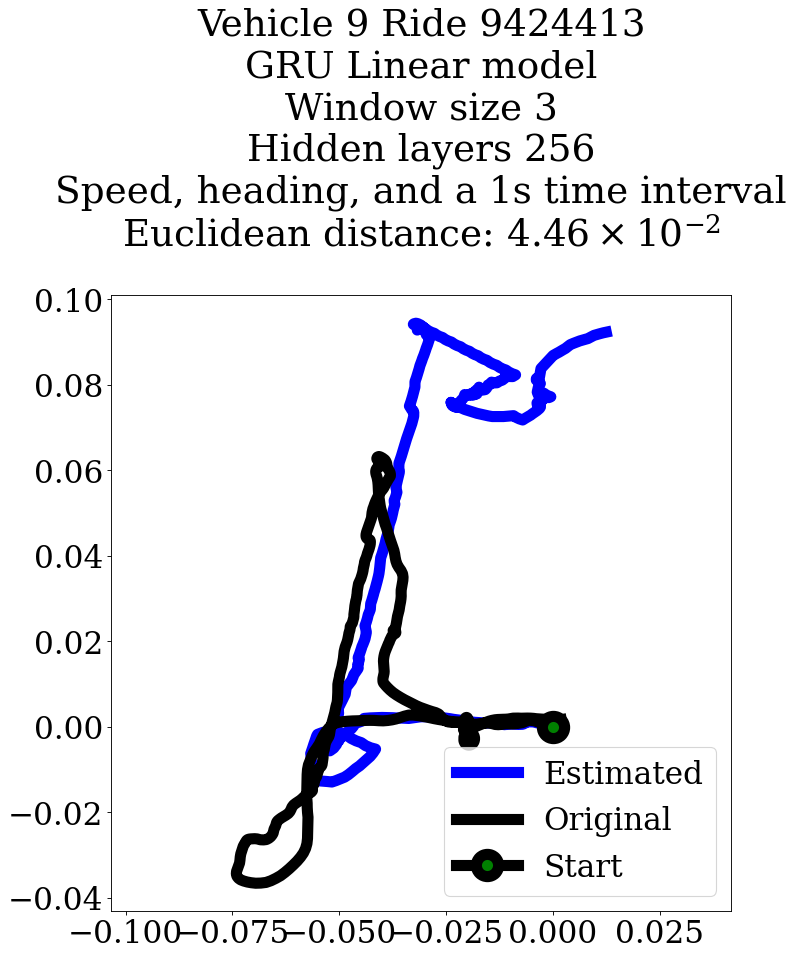 Vehicle 9 Ride 9424413
GRU Linear model
Window size 3
Hidden layers 256
Speed, heading, and a 1s time interval
Euclidean distance: 4.46 × 10⁻²
0.10
0.08
0.06
0.04
0.02
0.00
−0.02
−0.04
Estimated
Original
Start
−0.100 −0.075 −0.050 −0.025 0.000 0.025